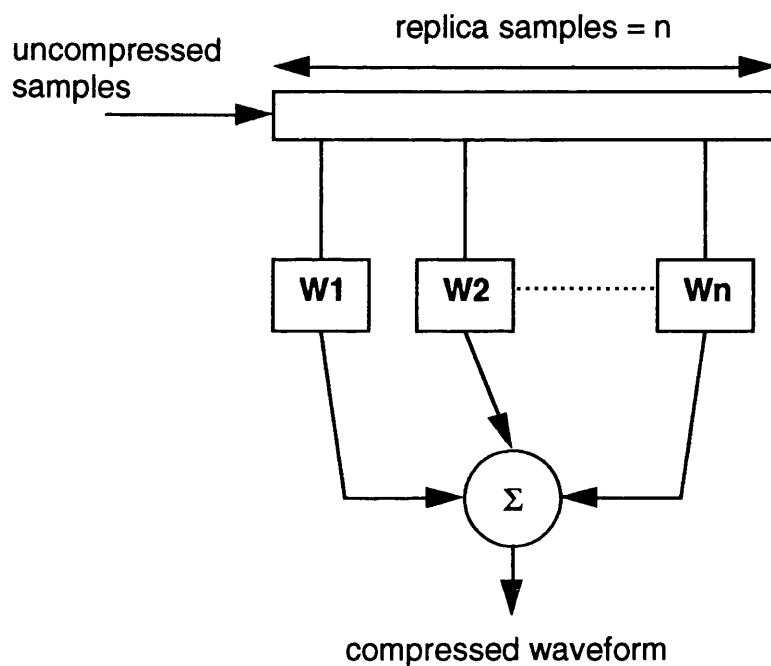 replica samples = n
uncompressed
samples
W1
W2
Wn
Σ
compressed waveform